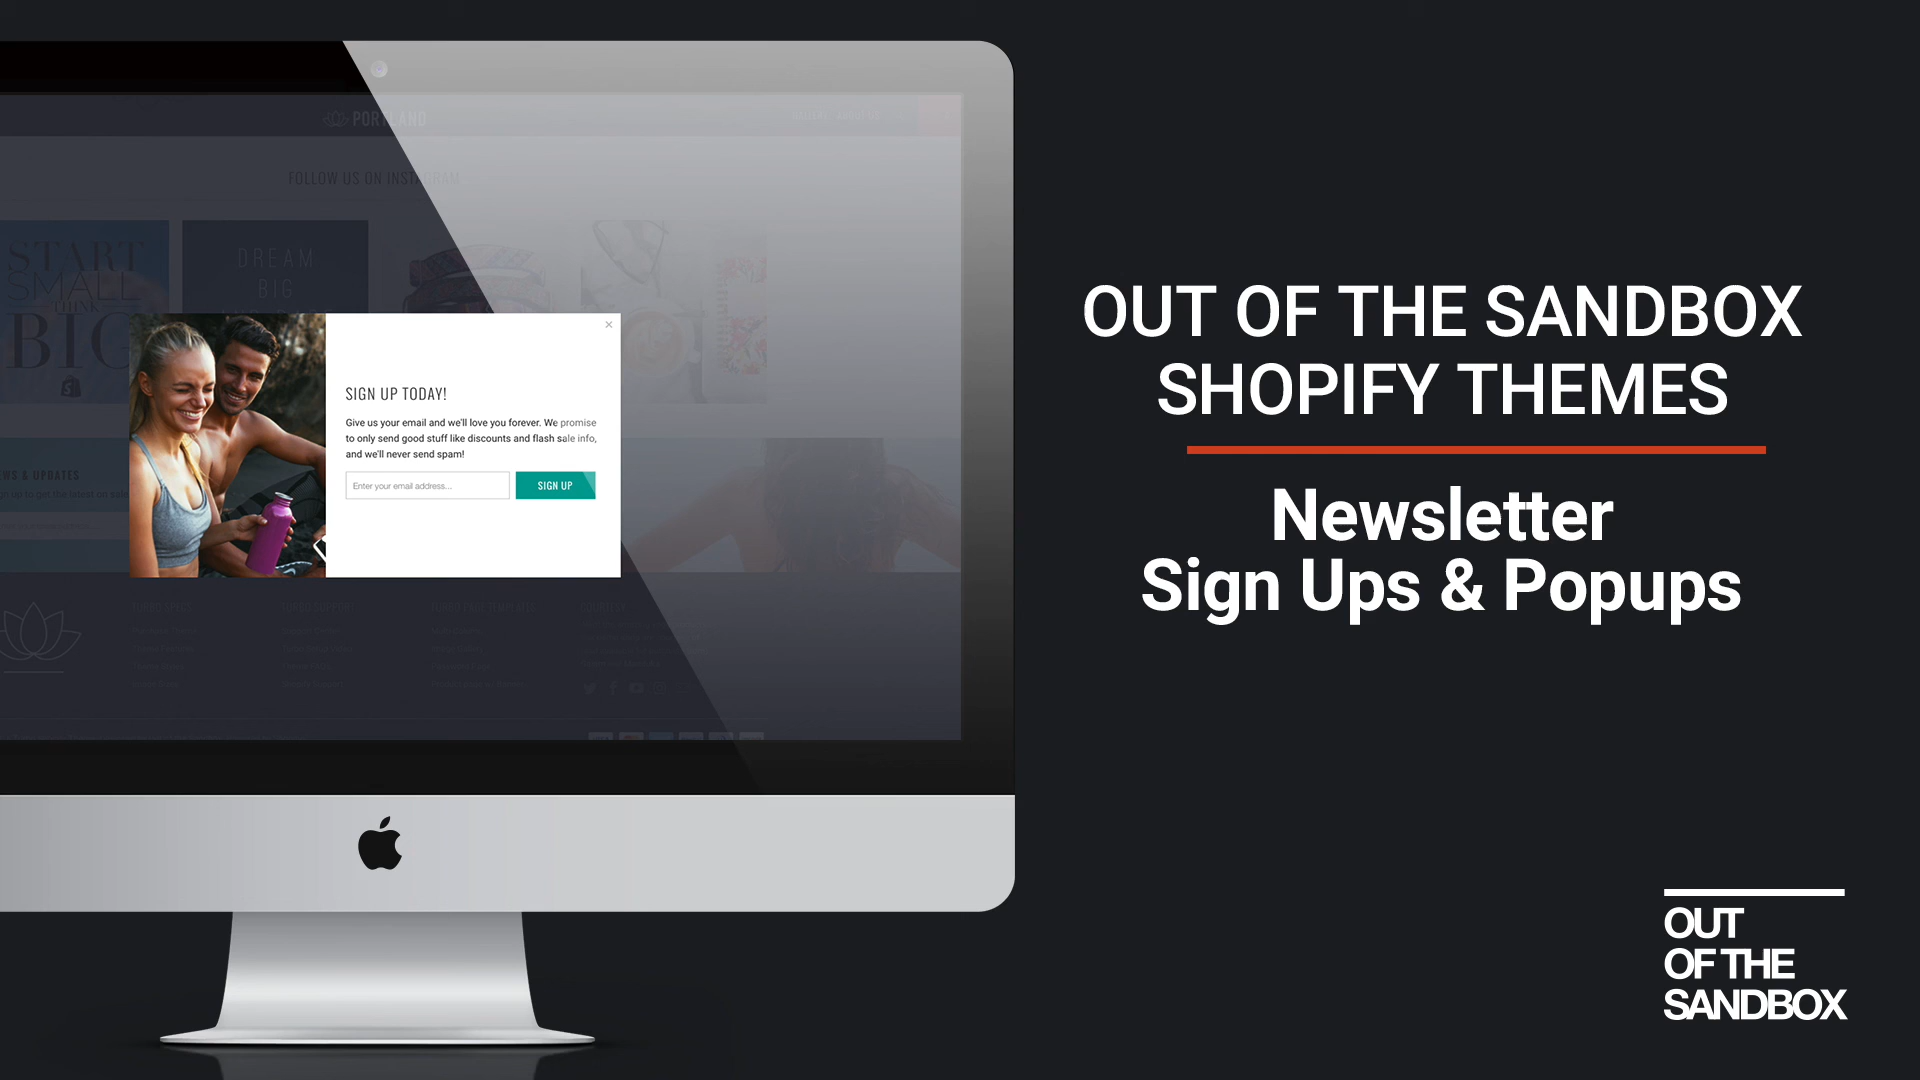 PORTLAND
FOLLOW US ON INSTAGRAM
START
SMALL
THINK
BIG
DREAM
BIG
SIGN UP TODAY!
Give us your email and we'll love you forever. We promise
to only send good stuff like discounts and flash sale info,
and we'll never send spam!
Enter your email address...
SIGN UP
OUT OF THE SANDBOX
SHOPIFY THEMES
Newsletter
Sign Ups & Popups
OUT
OF THE
SANDBOX